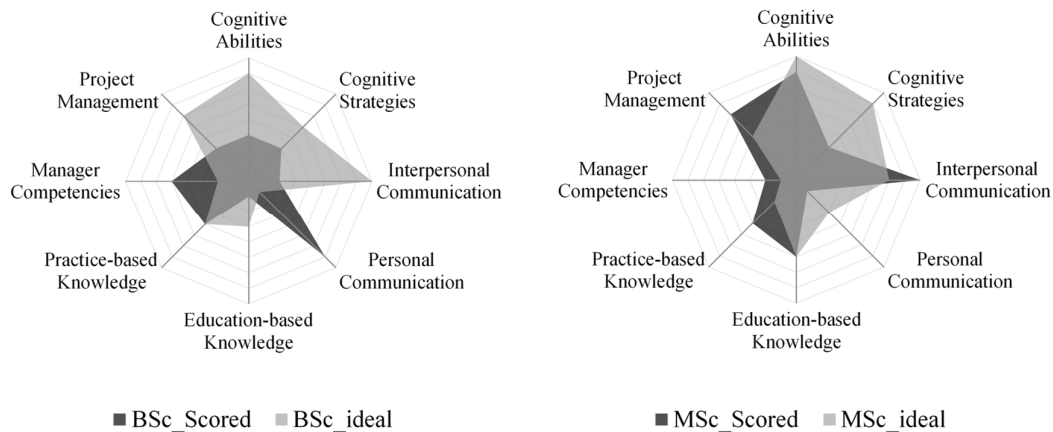 Cognitive
Abilities
Project
Management
Cognitive
Strategies
Manager
Competencies
Interpersonal
Communication
Practice-based
Knowledge
Personal
Communication
Education-based
Knowledge
BSc_Scored
BSc_ideal
Cognitive
Abilities
Project
Management
Cognitive
Strategies
Manager
Competencies
Interpersonal
Communication
Practice-based
Knowledge
Personal
Communication
Education-based
Knowledge
MSc_Scored
MSc_ideal